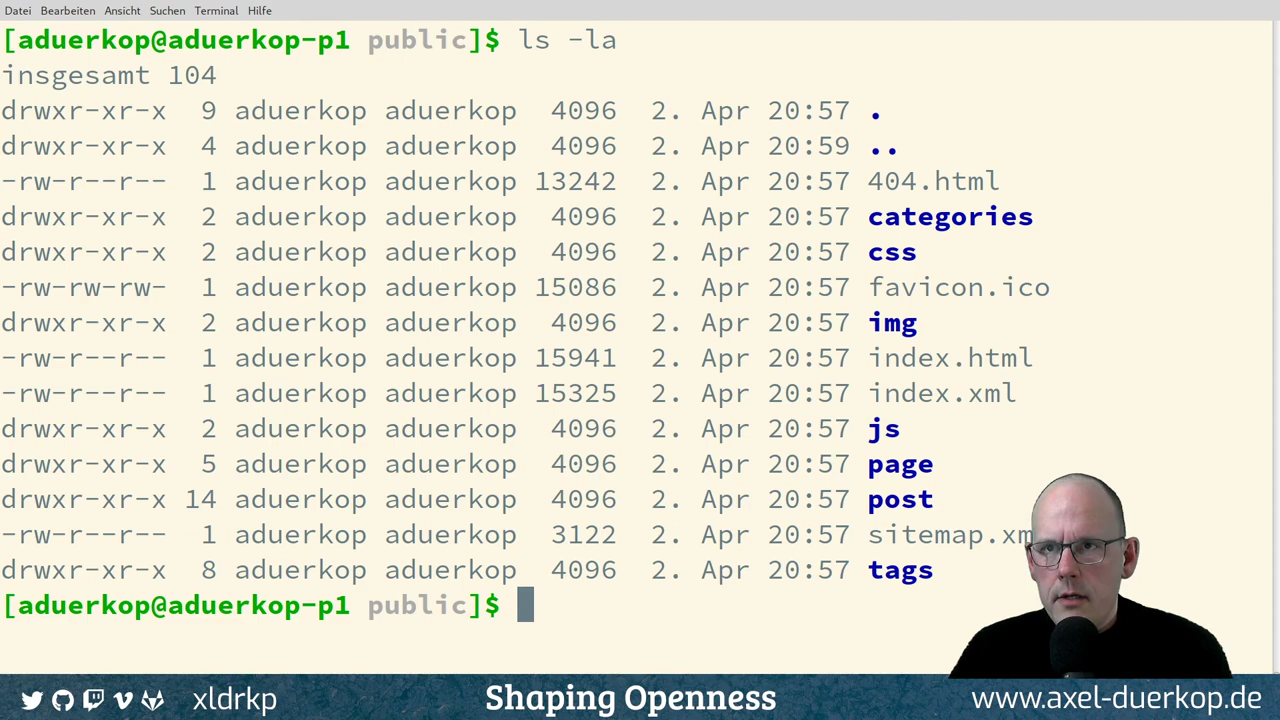 Datei Bearbeiten Ansicht Suchen Terminal Hilfe
[aduerkop@aduerkop-p1 public]$ ls -la
insgesamt 104
drwxr-xr-x 9 aduerkop aduerkop 4096 2. Apr 20:57 .
drwxr-xr-x 4 aduerkop aduerkop 4096 2. Apr 20:59 ..
-rw-r--r-- 1 aduerkop aduerkop 13242 2. Apr 20:57 404.html
drwxr-xr-x 2 aduerkop aduerkop 4096 2. Apr 20:57 categories
drwxr-xr-x 2 aduerkop aduerkop 4096 2. Apr 20:57 css
-rw-rw-rw- 1 aduerkop aduerkop 15086 2. Apr 20:57 favicon.ico
drwxr-xr-x 2 aduerkop aduerkop 4096 2. Apr 20:57 img
-rw-r--r-- 1 aduerkop aduerkop 15941 2. Apr 20:57 index.html
-rw-r--r-- 1 aduerkop aduerkop 15325 2. Apr 20:57 index.xml
drwxr-xr-x 2 aduerkop aduerkop 4096 2. Apr 20:57 js
drwxr-xr-x 5 aduerkop aduerkop 4096 2. Apr 20:57 page
drwxr-xr-x 14 aduerkop aduerkop 4096 2. Apr 20:57 post
-rw-r--r-- 1 aduerkop aduerkop 3122 2. Apr 20:57 sitemap.xm
drwxr-xr-x 8 aduerkop aduerkop 4096 2. Apr 20:57 tags
[aduerkop@aduerkop-p1 public]$
xldrkp Shaping Openness www.axel-duerkop.de